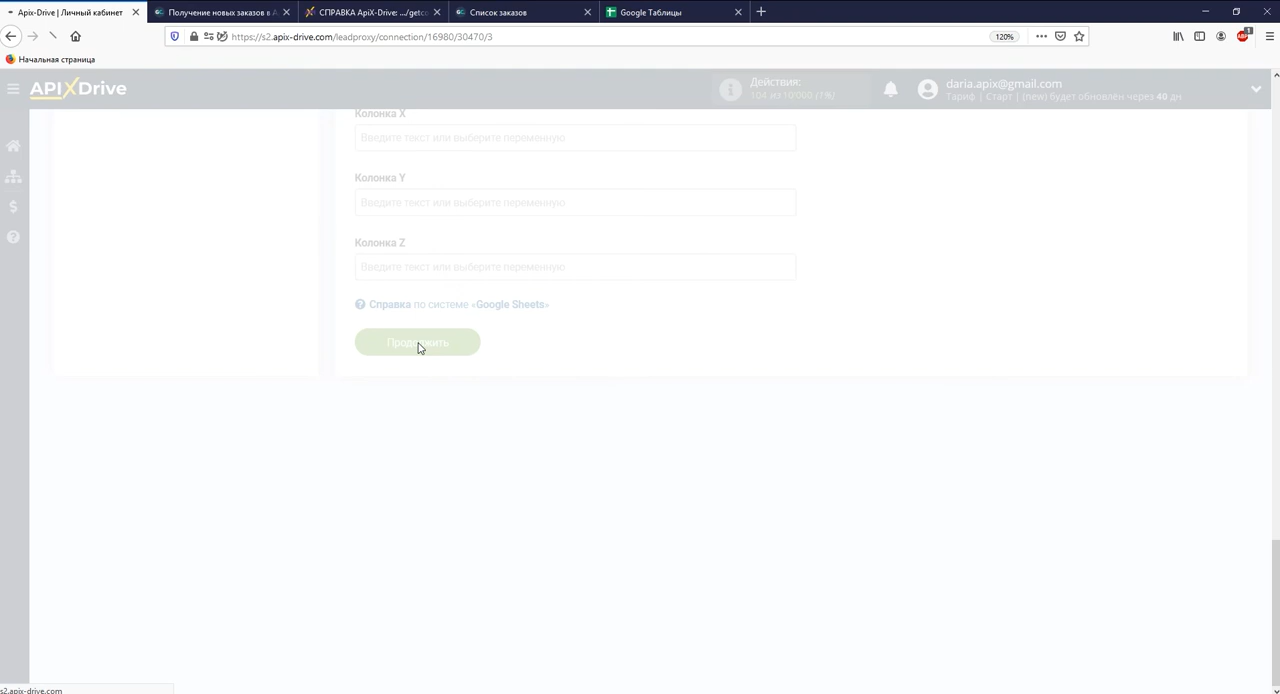 Apix-Drive | Личный кабинет
Получение новых заказов в A
СПРАВКА ApiX-Drive: .../getco
Список заказов
Google Таблицы
https://s2.apix-drive.com/leadproxy/connection/16980/30470/3
120%
Начальная страница
APIXDrive
Действия:
104 из 10'000 (1%)
daria.apix@gmail.com
Тариф | Старт | (new) будет обновлён через 40 дн
Колонка X
Введите текст или выберите переменную
Колонка Y
Введите текст или выберите переменную
Колонка Z
Введите текст или выберите переменную
Справка по системе «Google Sheets»
Продолжить
s2.apix-drive.com